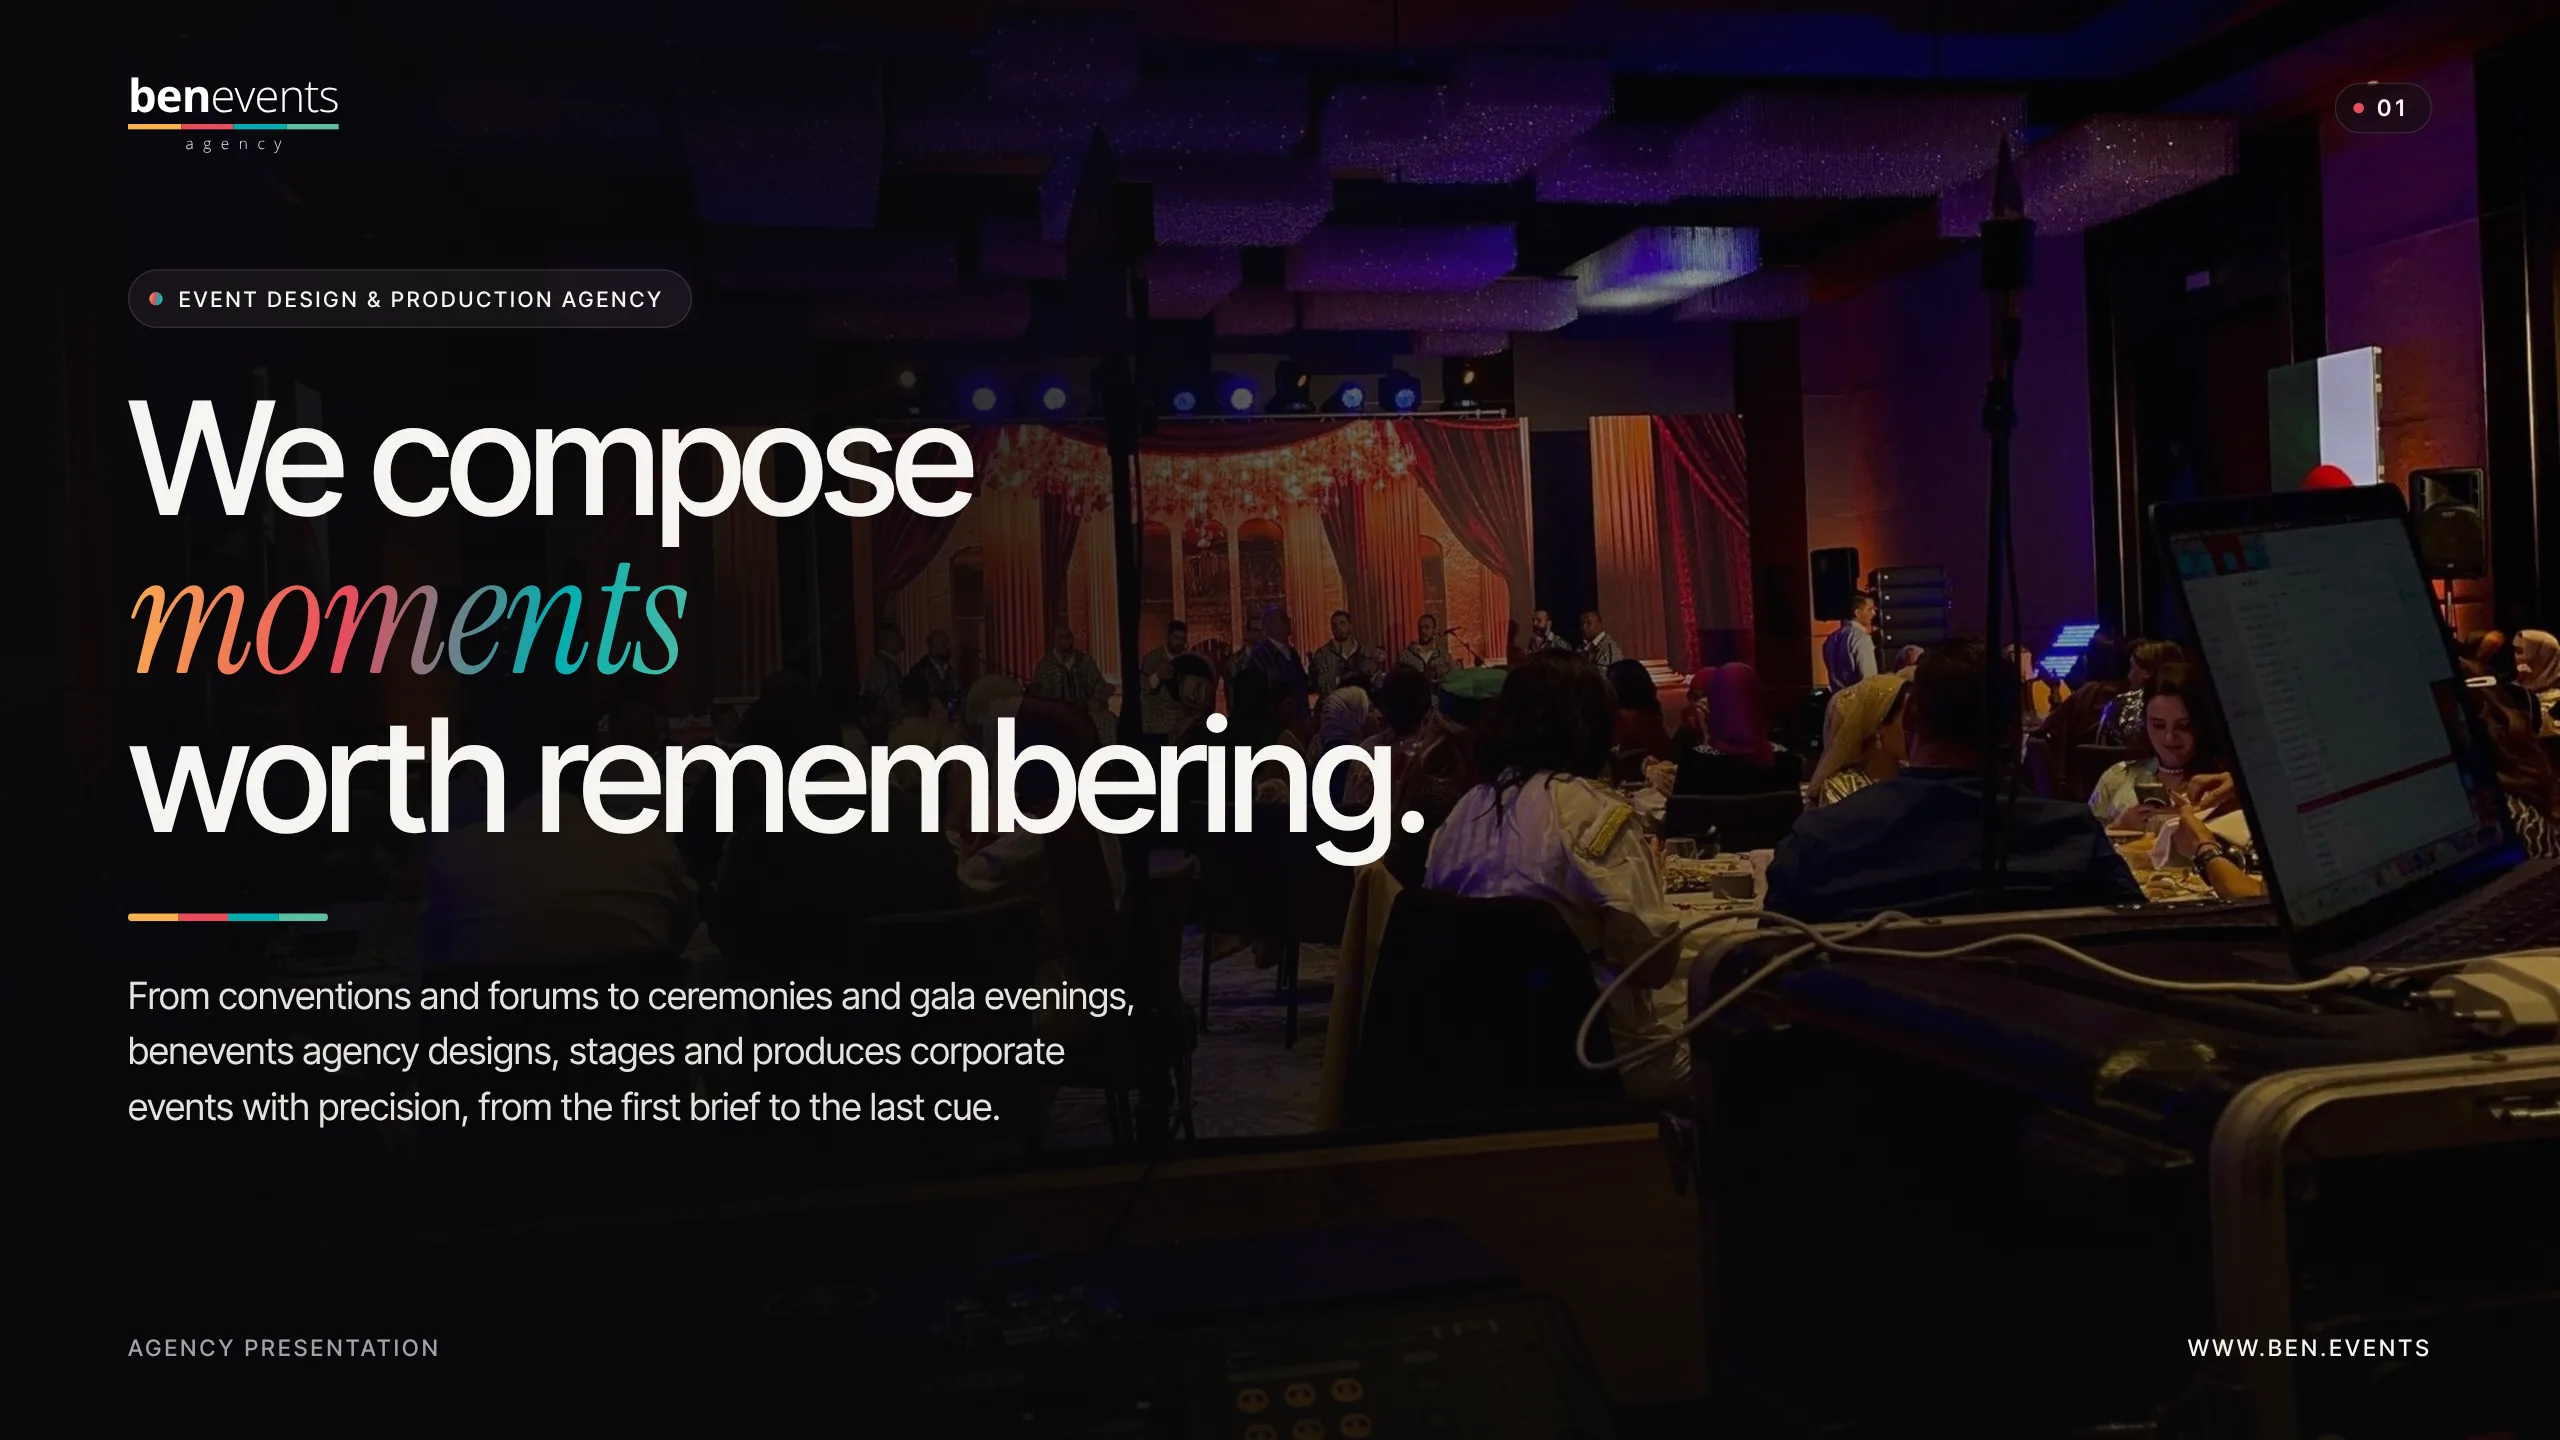 benevents
agency
01
EVENT DESIGN & PRODUCTION AGENCY
We compose
moments
worth remembering.
From conventions and forums to ceremonies and gala evenings,
benevents agency designs, stages and produces corporate
events with precision, from the first brief to the last cue.
AGENCY PRESENTATION
WWW.BEN.EVENTS